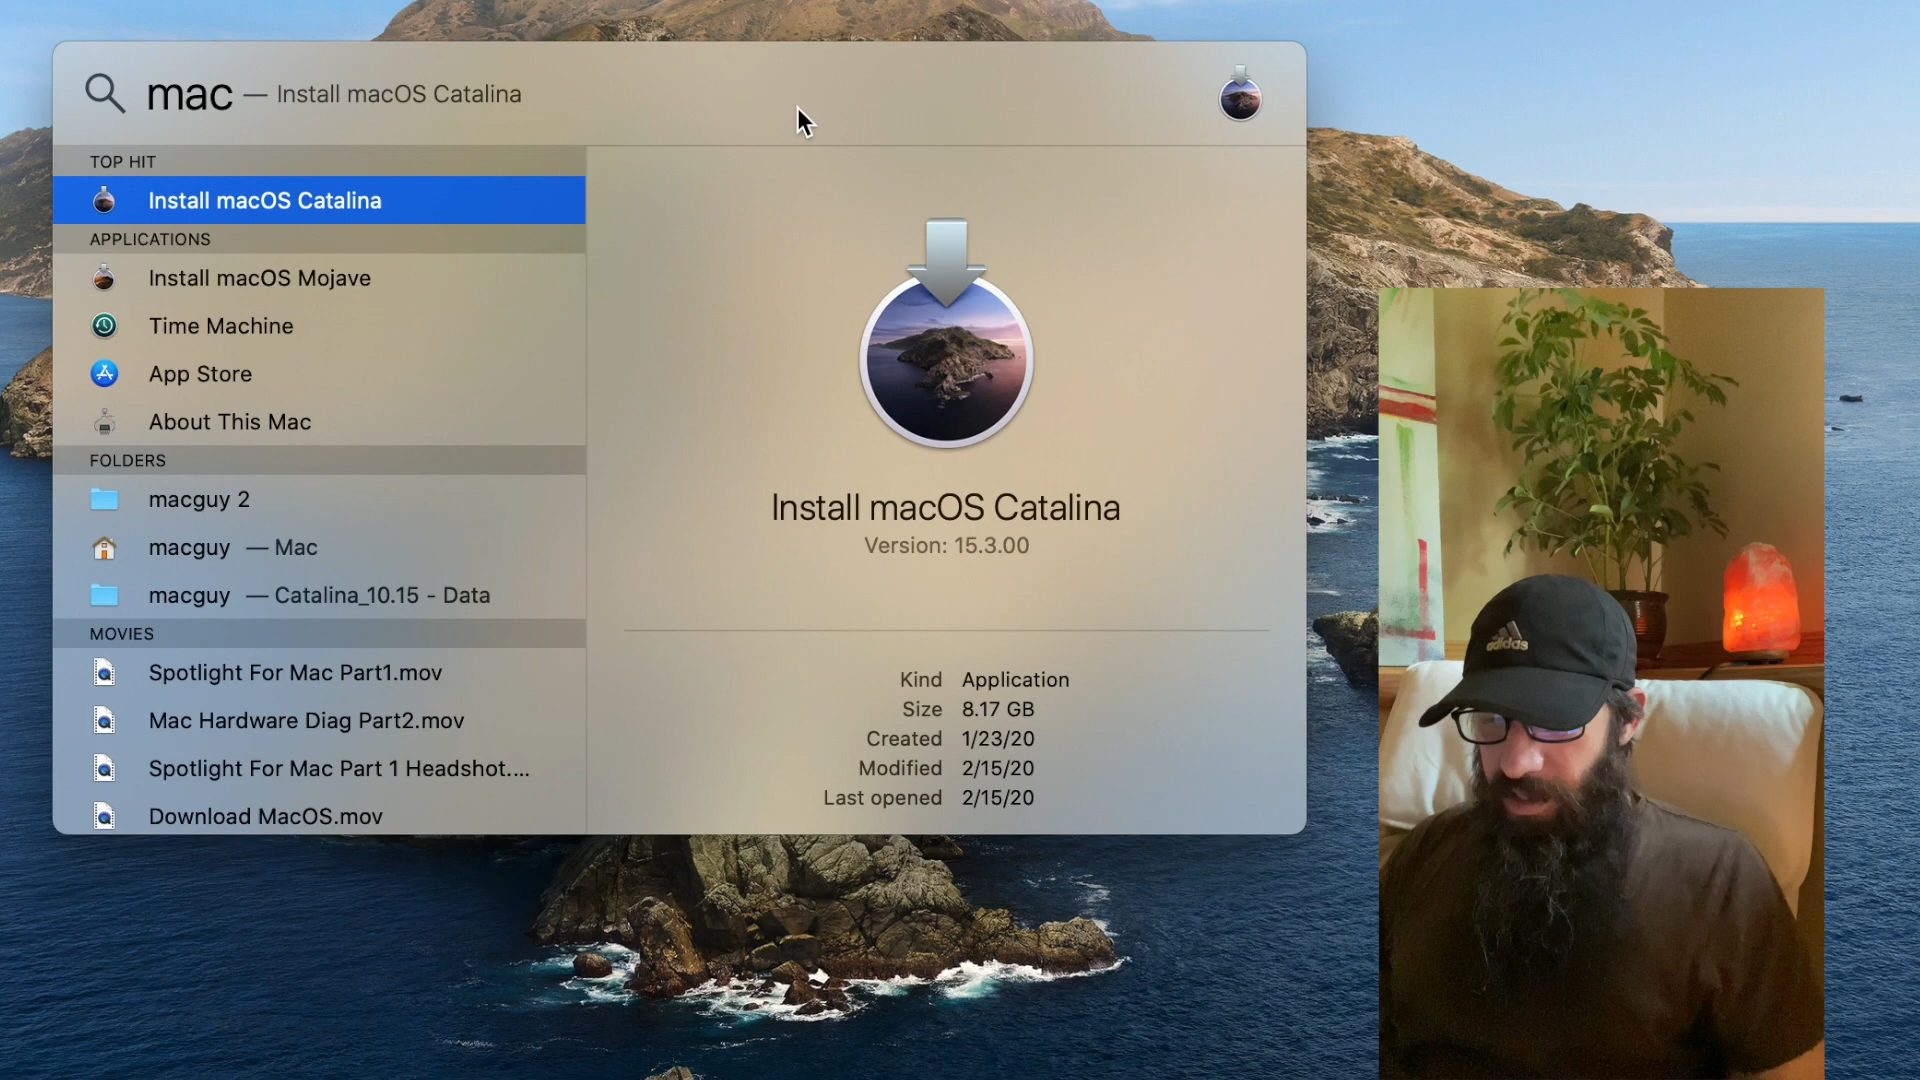 mac — Install macOS Catalina
TOP HIT
Install macOS Catalina
APPLICATIONS
Install macOS Mojave
Time Machine
App Store
About This Mac
FOLDERS
macguy 2
macguy — Mac
macguy — Catalina_10.15 - Data
MOVIES
Spotlight For Mac Part1.mov
Mac Hardware Diag Part2.mov
Spotlight For Mac Part 1 Headshot....
Download MacOS.mov
Install macOS Catalina
Version: 15.3.00
Kind Application
Size 8.17 GB
Created 1/23/20
Modified 2/15/20
Last opened 2/15/20
adidas